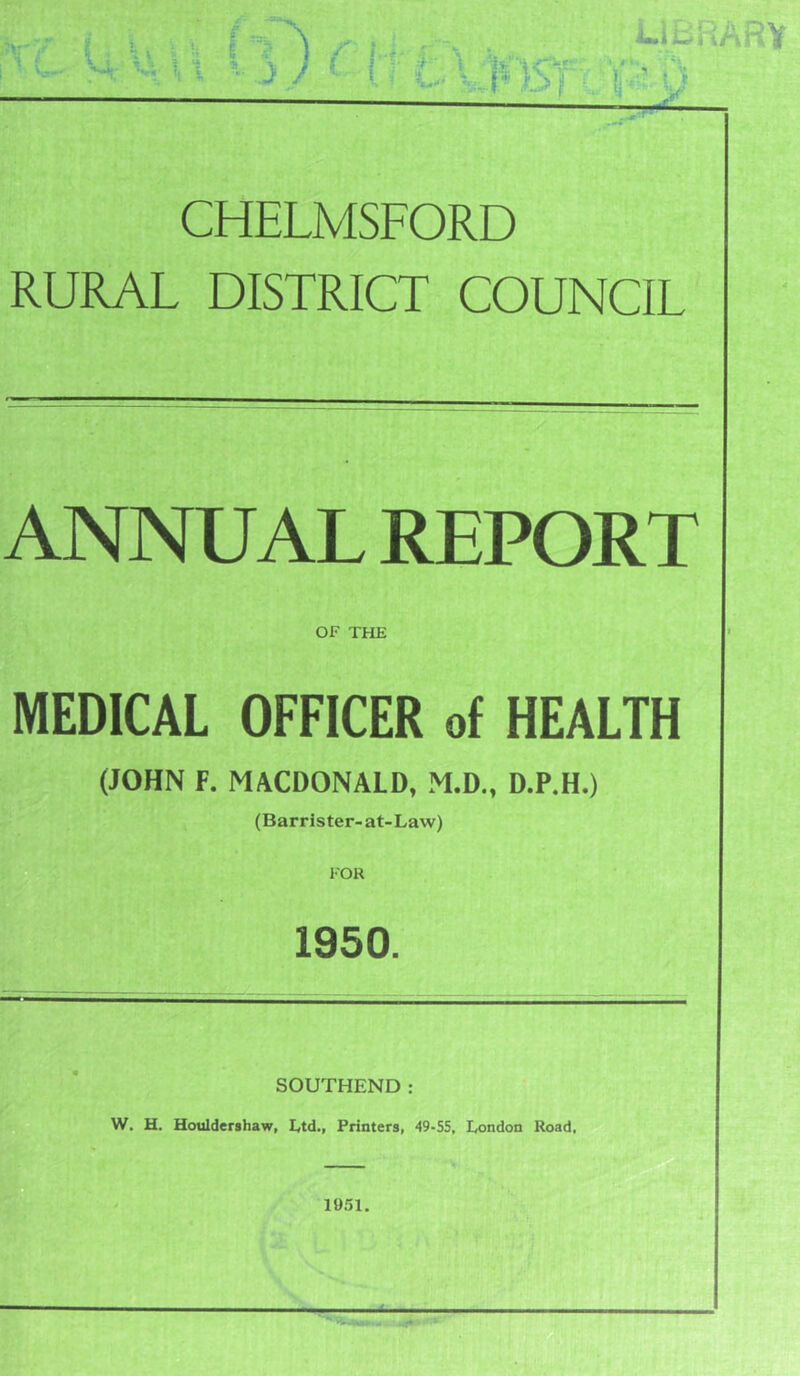 LIBRARY
CHELMSFORD
RURAL DISTRICT COUNCIL
ANNUAL REPORT
OF THE
MEDICAL OFFICER of HEALTH
(JOHN F. MACDONALD, M.D., D.P.H.)
(Barrister-at-Law)
FOR
1950.
SOUTHEND :
W. H. Houldershaw, Ltd., Printers, 49-55, London Road,
1951.